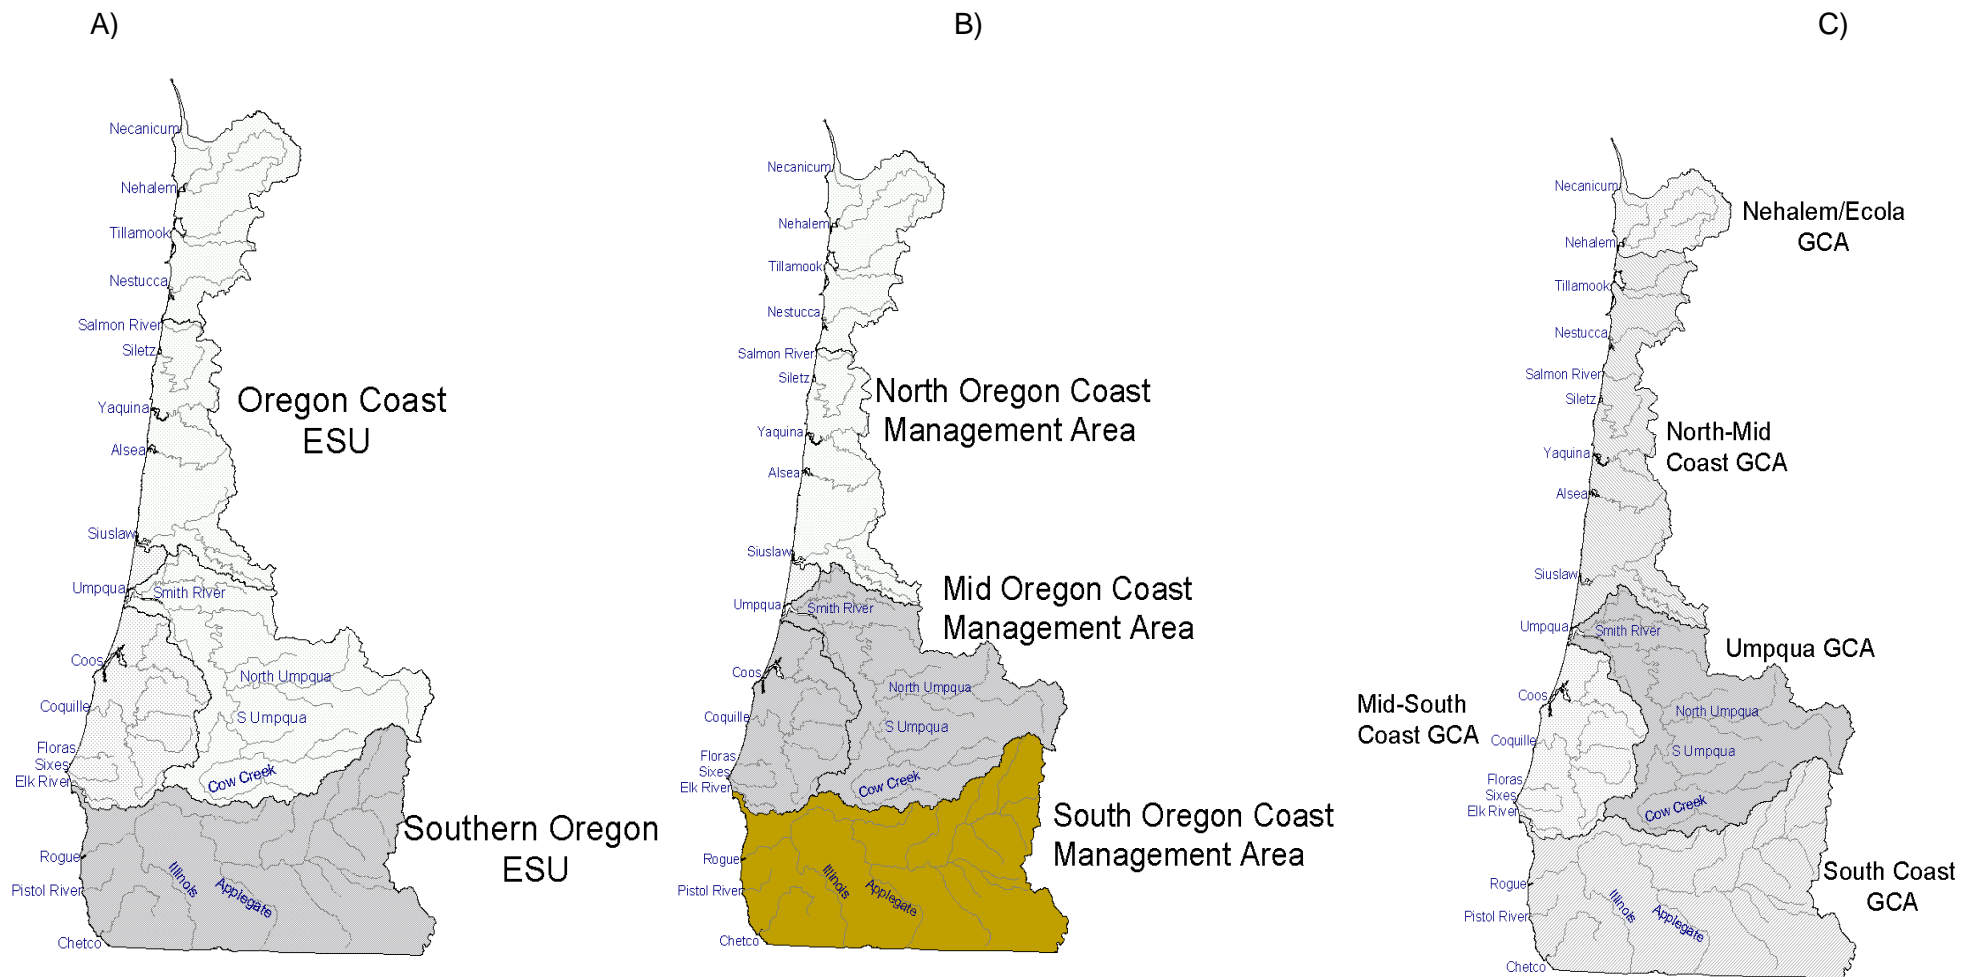 A)
B)
C)
Necanicum
Nehalem
Tillamook
Nestucca
Salmon River
Siletz
Yaquina
Alsea
Oregon Coast
ESU
Siuslaw
Umpqua
Smith River
Coos
North Umpqua
Coquille
S Umpqua
Floras
Sixes
Elk River
Cow Creek
Southern Oregon
ESU
Rogue
Illinois
Applegate
Pistol River
Chetco
Necanicum
Nehalem
Tillamook
Nestucca
Salmon River
Siletz
North Oregon Coast
Management Area
Yaquina
Alsea
Siuslaw
Mid Oregon Coast
Management Area
Umpqua
Smith River
Coos
North Umpqua
Coquille
S Umpqua
Floras
Sixes
Elk River
Cow Creek
South Oregon Coast
Management Area
Rogue
Illinois
Applegate
Pistol River
Chetco
Necanicum
Nehalem/Ecola
GCA
Nehalem
Tillamook
Nestucca
Salmon River
Siletz
North-Mid
Coast GCA
Yaquina
Alsea
Siuslaw
Umpqua
Smith River
Umpqua GCA
Coos
Mid-South
Coast GCA
North Umpqua
Coquille
S Umpqua
Floras
Sixes
Elk River
Cow Creek
South Coast
GCA
Rogue
Illinois
Applegate
Pistol River
Chetco